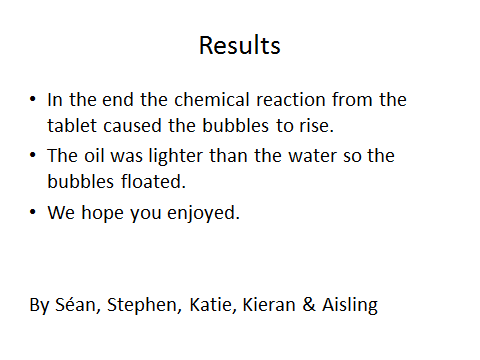 Results
• In the end the chemical reaction from the
tablet caused the bubbles to rise.
• The oil was lighter than the water so the
bubbles floated.
• We hope you enjoyed.
By Séan, Stephen, Katie, Kieran & Aisling